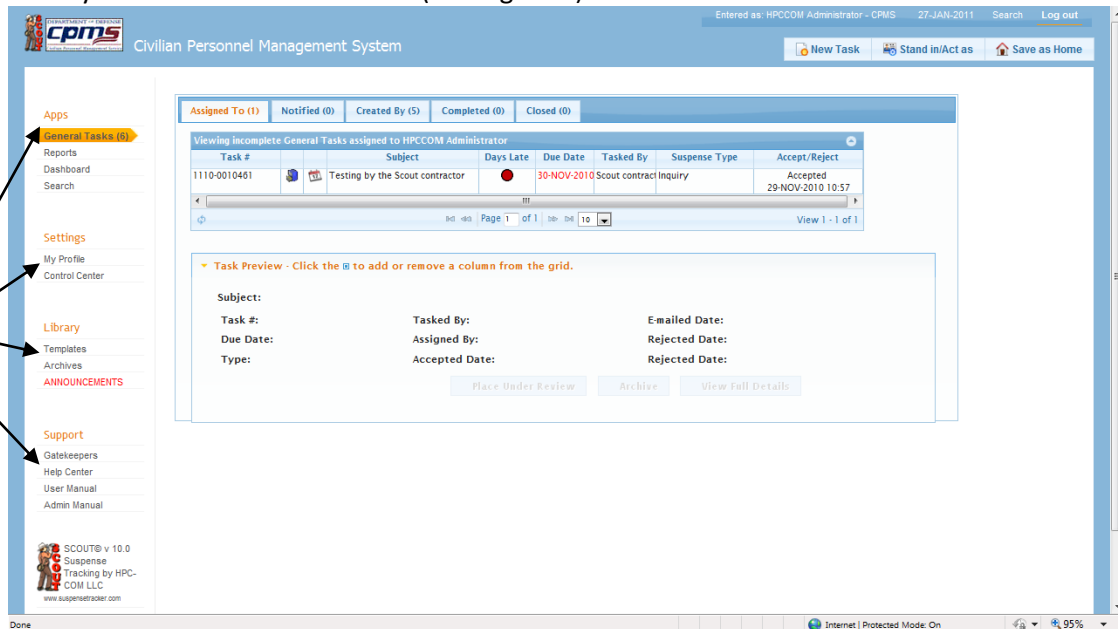 Entered as: HPCCOM Administrator - CPMS 27-JAN-2011 Search Log out
DEPARTMENT of DEFENSE
cpms
Civilian Personnel Management Service
Civilian Personnel Management System
New Task Stand in/Act as Save as Home
Apps
General Tasks (6)
Reports
Dashboard
Search
Settings
My Profile
Control Center
Library
Templates
Archives
ANNOUNCEMENTS
Support
Gatekeepers
Help Center
User Manual
Admin Manual
SCOUT
SCOUT® v 10.0
Suspense
Tracking by HPC-
COM LLC
www.suspensetracker.com
Assigned To (1) Notified (0) Created By (5) Completed (0) Closed (0)
Viewing incomplete General Tasks assigned to HPCCOM Administrator
Task # Subject Days Late Due Date Tasked By Suspense Type Accept/Reject
1110-0010461 Testing by the Scout contractor 30-NOV-2010 Scout contract Inquiry Accepted
29-NOV-2010 10:57
Page 1 of 1 10 View 1 - 1 of 1
Task Preview - Click the to add or remove a column from the grid.
Subject:
Task #: Tasked By: E-mailed Date:
Due Date: Assigned By: Rejected Date:
Type: Accepted Date: Rejected Date:
Place Under Review Archive View Full Details
Done Internet | Protected Mode: On 95%